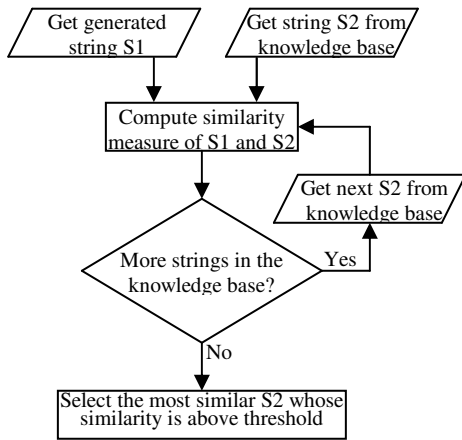 Get generated
string S1
Get string S2 from
knowledge base
Compute similarity
measure of S1 and S2
Get next S2 from
knowledge base
More strings in the
knowledge base?
Yes
No
Select the most similar S2 whose
similarity is above threshold